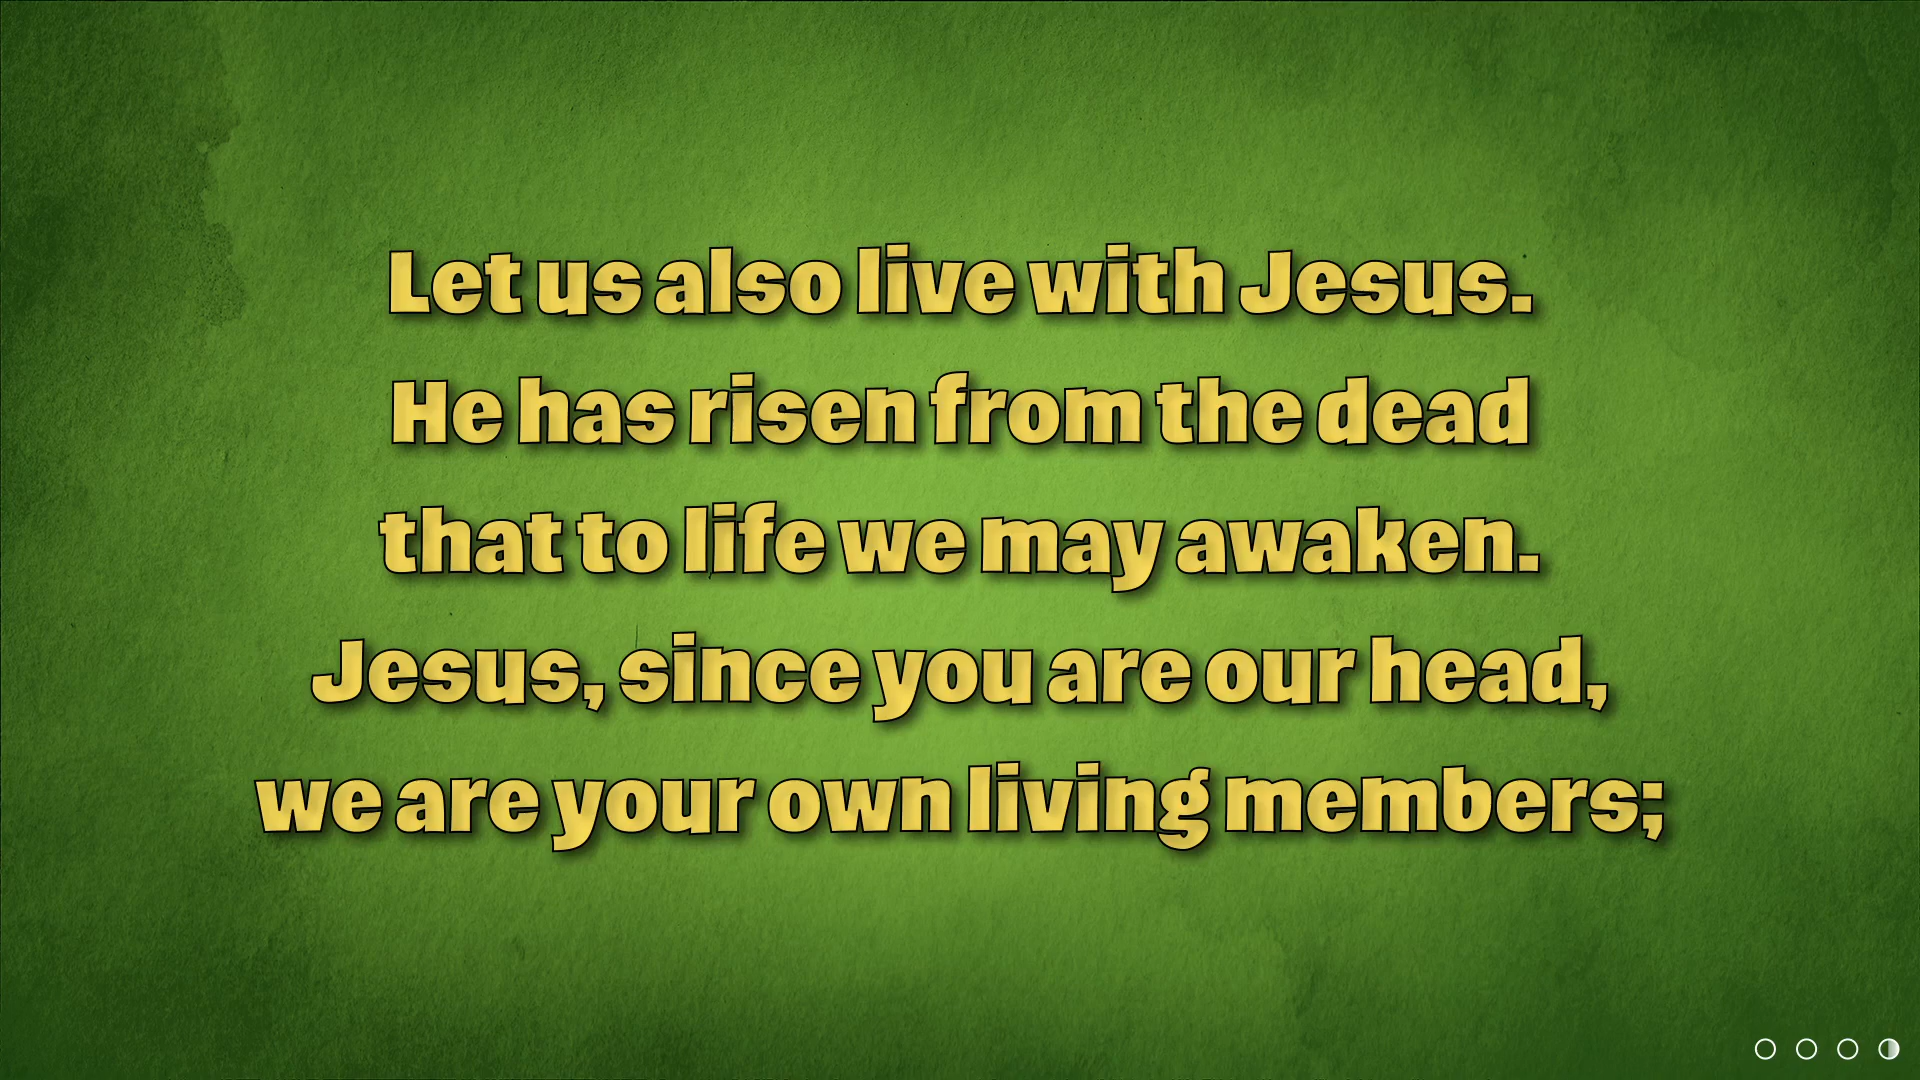 Let us also live with Jesus.
He has risen from the dead
that to life we may awaken.
Jesus, since you are our head,
we are your own living members;